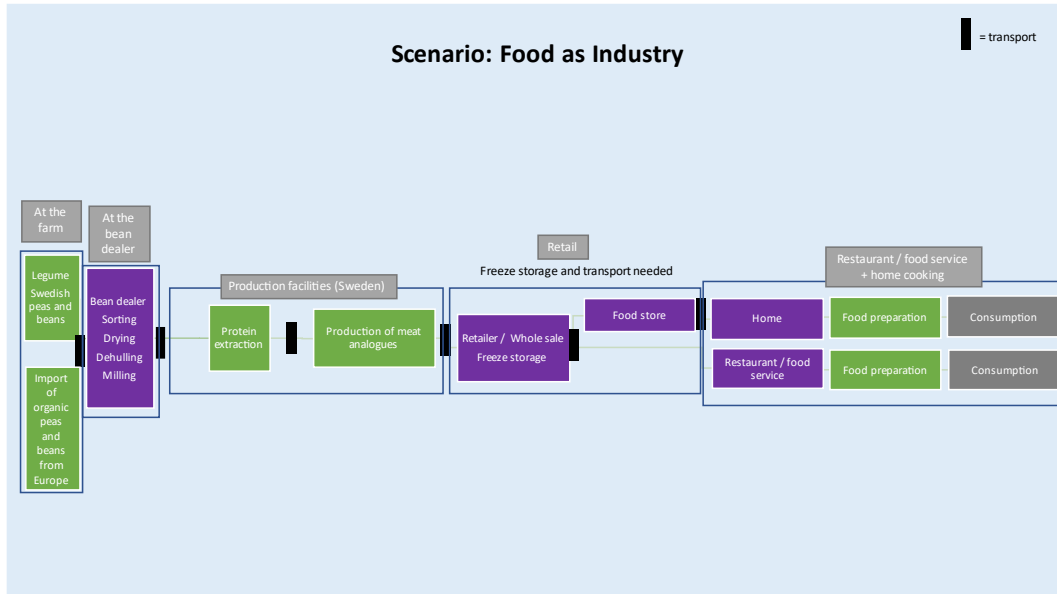 Scenario: Food as Industry
= transport
At the
farm
At the
bean
dealer
Legume
Swedish
peas and
beans
Import
of
organic
peas
and
beans
from
Europe
Bean dealer
Sorting
Drying
Dehulling
Milling
Production facilities (Sweden)
Protein
extraction
Production of meat
analogues
Retail
Freeze storage and transport needed
Retailer / Whole sale
Freeze storage
Food store
Restaurant / food service
+ home cooking
Home
Food preparation
Consumption
Restaurant / food
service
Food preparation
Consumption